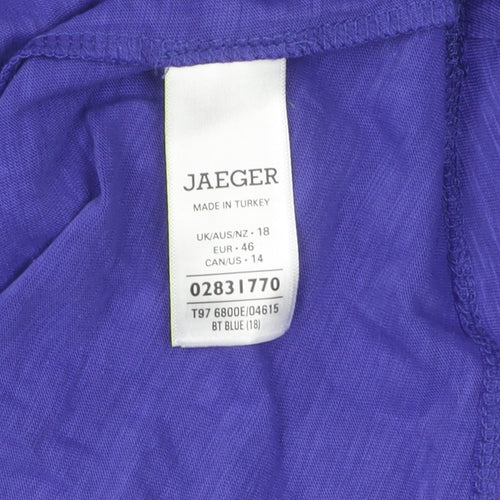 JAEGER
MADE IN TURKEY
UK/AUS/NZ • 18
EUR • 46
CAN/US • 14
02831770
T97 6800E/04615
BT BLUE (18)